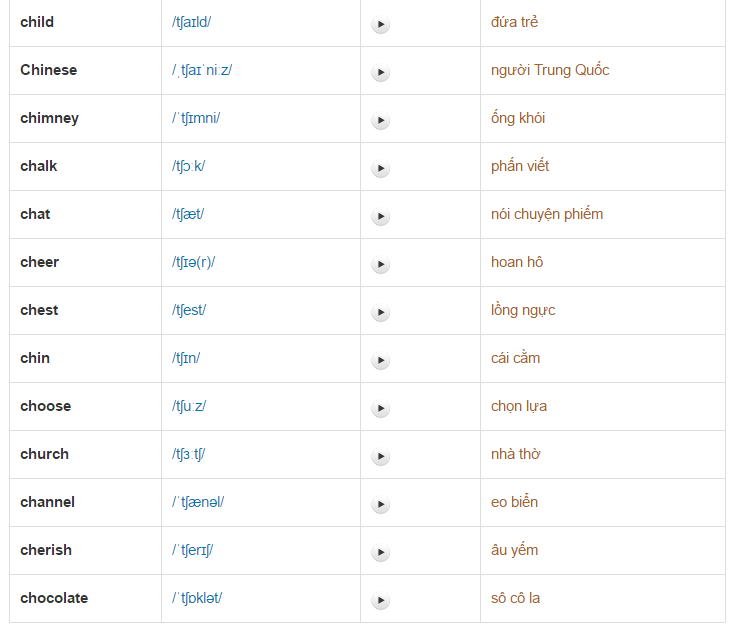 child /tʃaɪld/ đứa trẻ
Chinese /ˌtʃaɪˈniːz/ người Trung Quốc
chimney /ˈtʃɪmni/ ống khói
chalk /tʃɔːk/ phấn viết
chat /tʃæt/ nói chuyện phiếm
cheer /tʃɪə(r)/ hoan hô
chest /tʃest/ lồng ngực
chin /tʃɪn/ cái cằm
choose /tʃuːz/ chọn lựa
church /tʃɜːtʃ/ nhà thờ
channel /ˈtʃænəl/ eo biển
cherish /ˈtʃerɪʃ/ âu yếm
chocolate /ˈtʃɒklət/ sô cô la